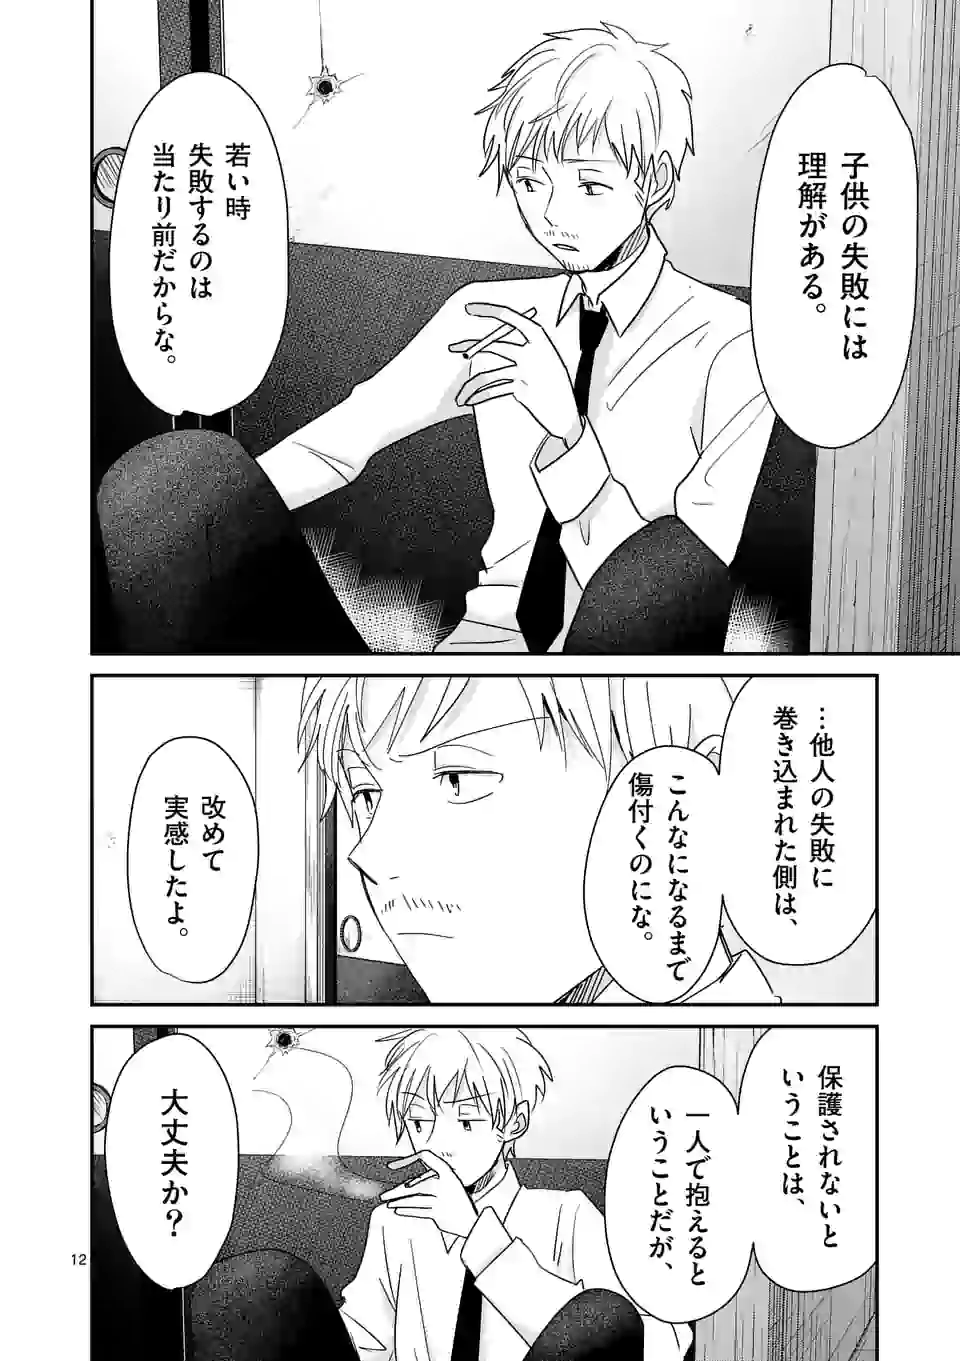 子供の失敗には
理解がある。
若い時
失敗するのは
当たり前だからな。
…他人の失敗に
巻き込まれた側は、
こんなになるまで
傷付くのにな。
改めて
実感したよ。
保護されないと
いうことは、
一人で抱えると
いうことだが、
大丈夫か?
12